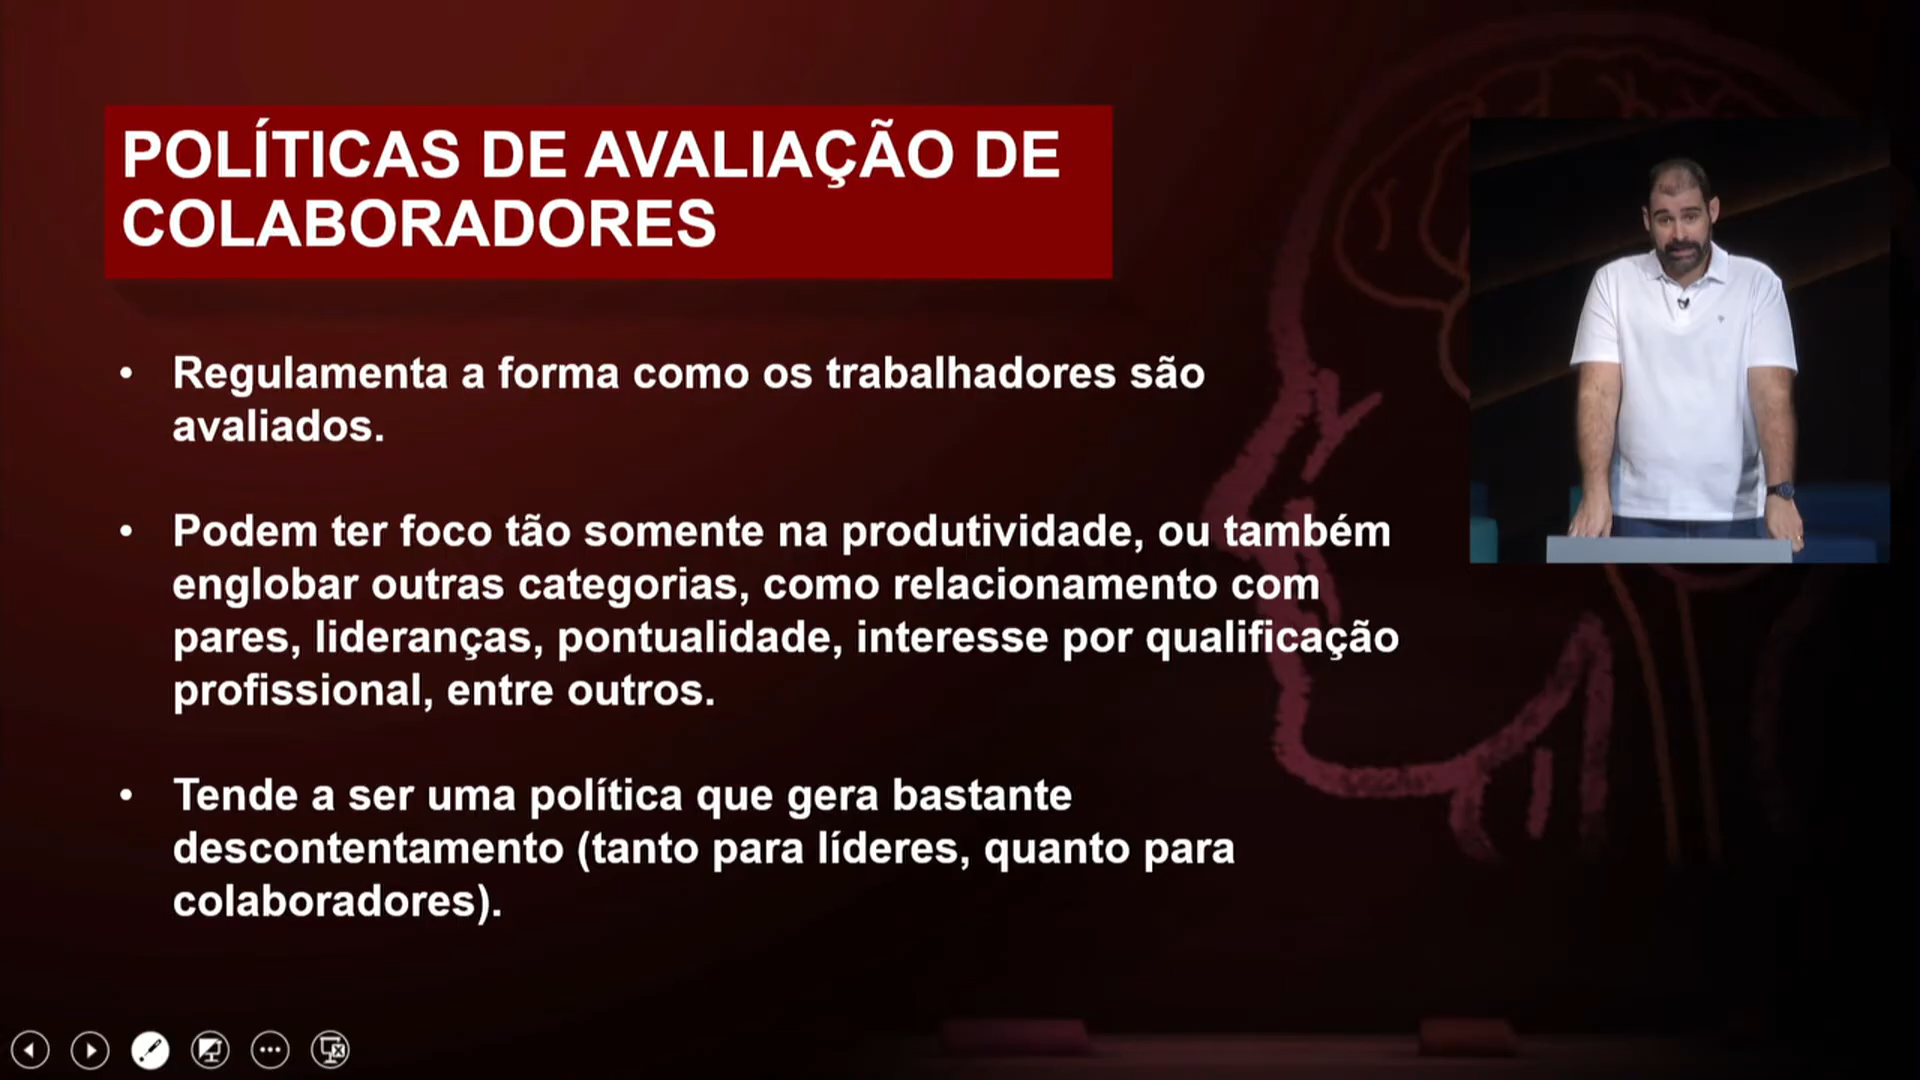 POLÍTICAS DE AVALIAÇÃO DE
COLABORADORES
• Regulamenta a forma como os trabalhadores são
avaliados.
• Podem ter foco tão somente na produtividade, ou também
englobar outras categorias, como relacionamento com
pares, lideranças, pontualidade, interesse por qualificação
profissional, entre outros.
• Tende a ser uma política que gera bastante
descontentamento (tanto para líderes, quanto para
colaboradores).